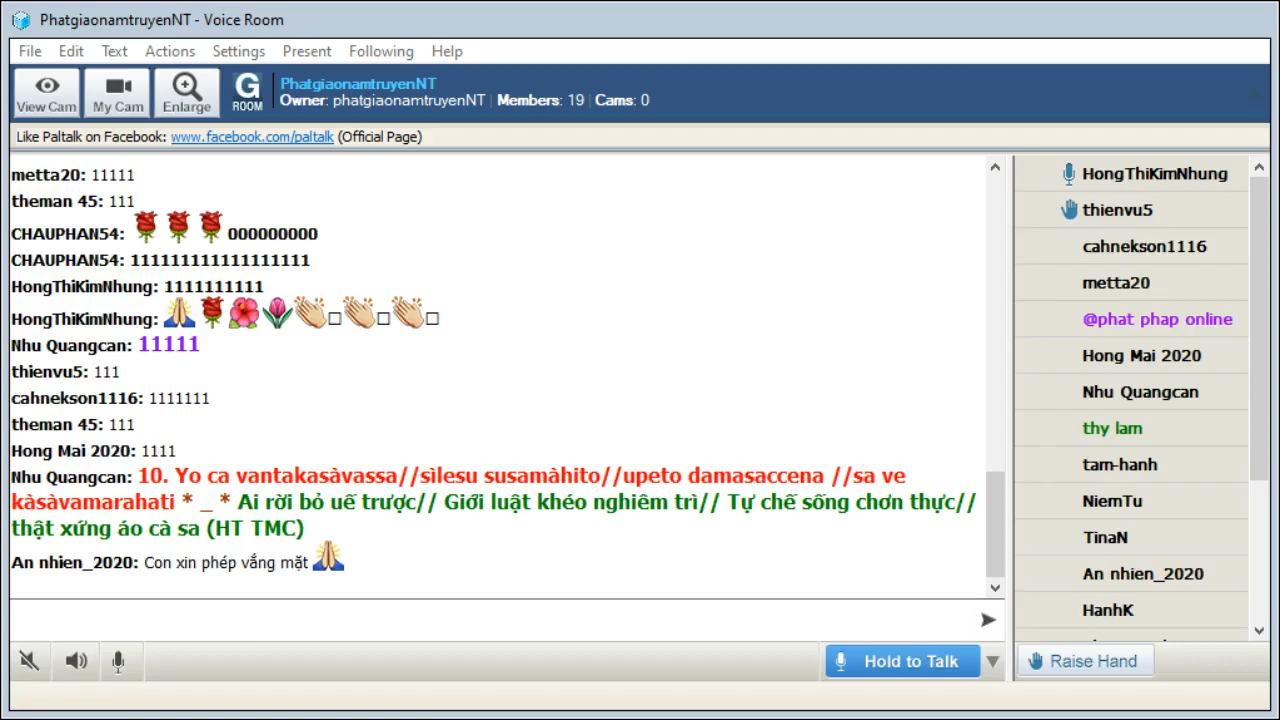 PhatgiaonamtruyenNT - Voice Room
File Edit Text Actions Settings Present Following Help
View Cam My Cam Enlarge G ROOM
PhatgiaonamtruyenNT
Owner: phatgiaonamtruyenNT | Members: 19 | Cams: 0
Like Paltalk on Facebook: www.facebook.com/paltalk (Official Page)
metta20: 11111
theman 45: 111
CHAUPHAN54: 000000000
CHAUPHAN54: 111111111111111111
HongThiKimNhung: 1111111111
HongThiKimNhung:
Nhu Quangcan: 11111
thienvu5: 111
cahnekson1116: 1111111
theman 45: 111
Hong Mai 2020: 1111
Nhu Quangcan: 10. Yo ca vantakasàvassa//sìlesu susamàhito//upeto damasaccena //sa ve
kàsàvamarahati * _ * Ai rời bỏ uế trược// Giới luật khéo nghiêm trì// Tự chế sống chơn thực//
thật xứng áo cà sa (HT TMC)
An nhien_2020: Con xin phép vắng mặt
HongThiKimNhung
thienvu5
cahnekson1116
metta20
@phat phap online
Hong Mai 2020
Nhu Quangcan
thy lam
tam-hanh
NiemTu
TinaN
An nhien_2020
HanhK
Hold to Talk
Raise Hand